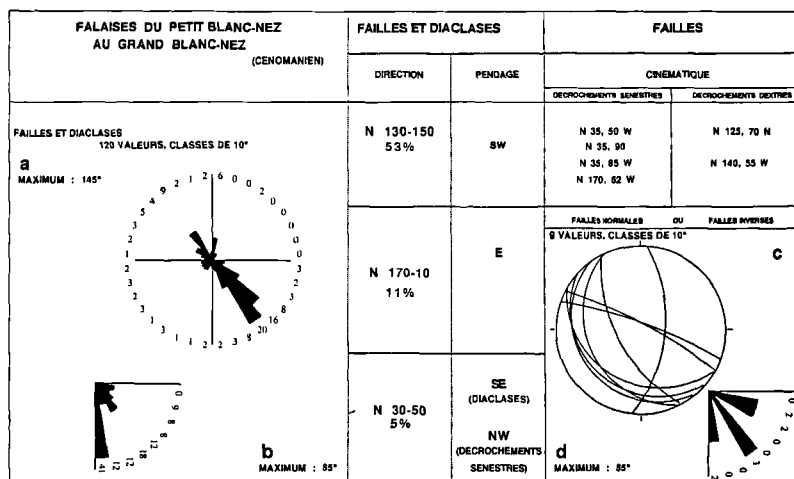 FALAISES DU PETIT BLANC-NEZ
AU GRAND BLANC-NEZ
(CENOMANIEN)
FAILLES ET DIACLASES
FAILLES
DIRECTION
PENDAGE
CINEMATIQUE
DECROCHEMENTS SENESTRES
DECROCHEMENTS DEXTRES
FAILLES ET DIACLASES
120 VALEURS, CLASSES DE 10°
a
MAXIMUM : 145°
N 130-150
53%
SW
N 35, 50 W
N 35, 90
N 35, 85 W
N 170, 62 W
N 125, 70 N
N 140, 55 W
N 170-10
11%
E
FAILLES NORMALES OU FAILLES INVERSES
9 VALEURS, CLASSES DE 10°
c
N 30-50
5%
SE
(DIACLASES)
NW
(DECROCHEMENTS
SENESTRES)
b
MAXIMUM : 85°
d
MAXIMUM : 85°